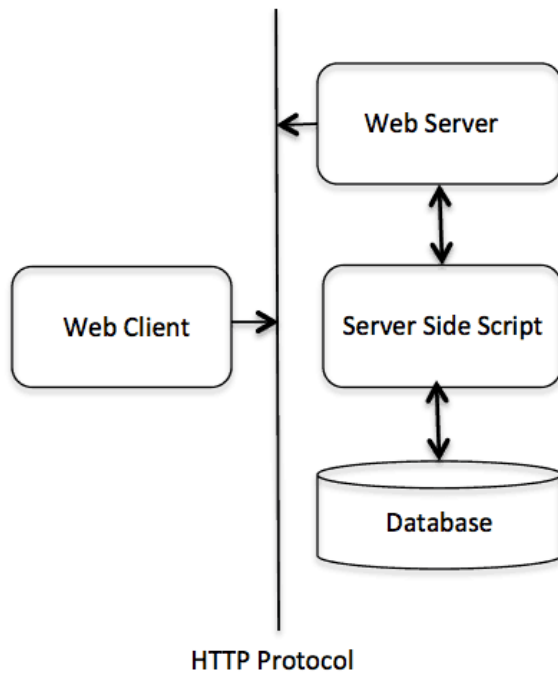 Web Server
Web Client
Server Side Script
Database
HTTP Protocol